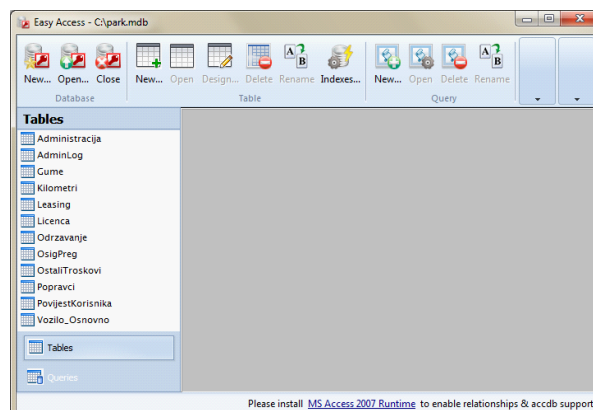 Easy Access - C:\park.mdb
New... Open... Close New... Open Design... Delete Rename Indexes... New... Open Delete Rename
Database Table Query
Tables
Administracija
AdminLog
Gume
Kilometri
Leasing
Licenca
Odrzavanje
OsigPreg
OstaliTroskovi
Popravci
PovijestKorisnika
Vozilo_Osnovno
Tables
Queries
Please install MS Access 2007 Runtime to enable relationships & accdb support